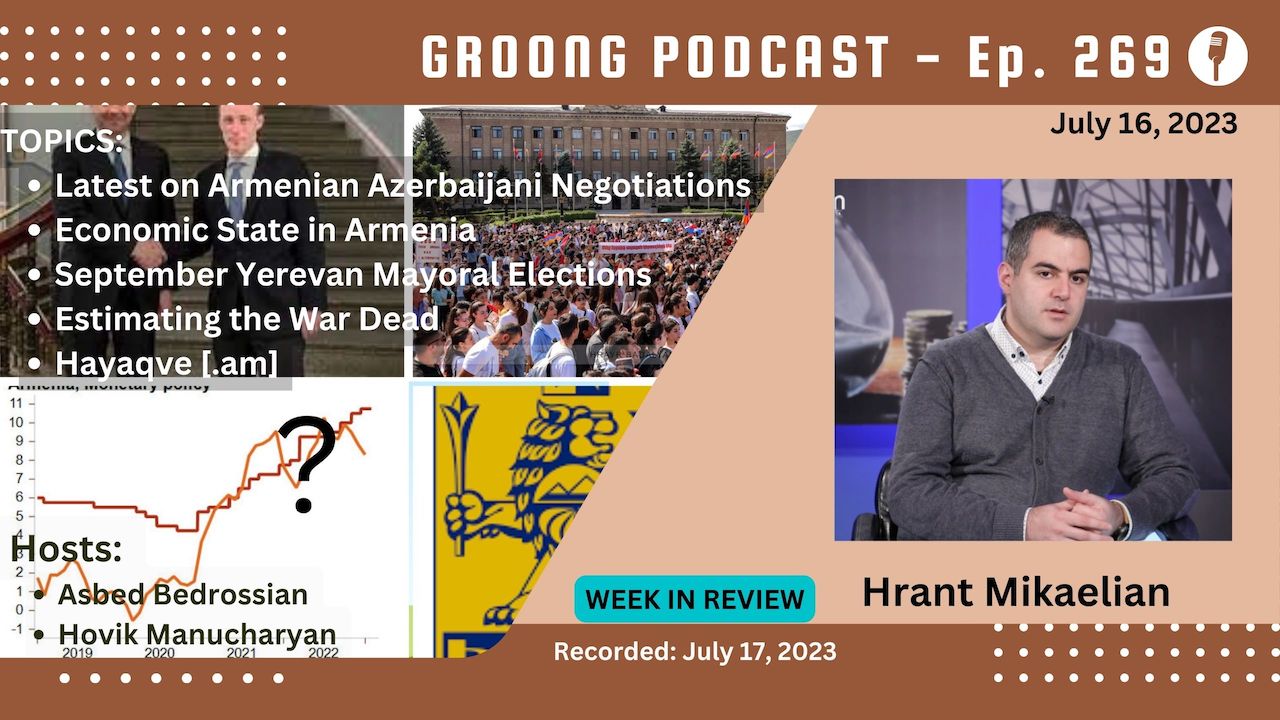 GROONG PODCAST - Ep. 269
July 16, 2023
TOPICS:
• Latest on Armenian Azerbaijani Negotiations
• Economic State in Armenia
• September Yerevan Mayoral Elections
• Estimating the War Dead
• Hayaqve [.am]
Armenia, Monetary policy
11
10
9
8
7
6
5
4
3
2
1
0
-1
2019 2020 2021 2022
?
Hosts:
• Asbed Bedrossian
• Hovik Manucharyan
WEEK IN REVIEW
Hrant Mikaelian
Recorded: July 17, 2023